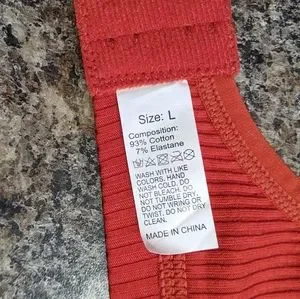 Size: L
Composition:
93% Cotton
7% Elastane
WASH WITH LIKE
COLORS, HAND
WASH COLD, DO
NOT BLEACH. DO
NOT TUMBLE DRY.
DO NOT WRING OR
TWIST, DO NOT DRY
CLEAN.
MADE IN CHINA